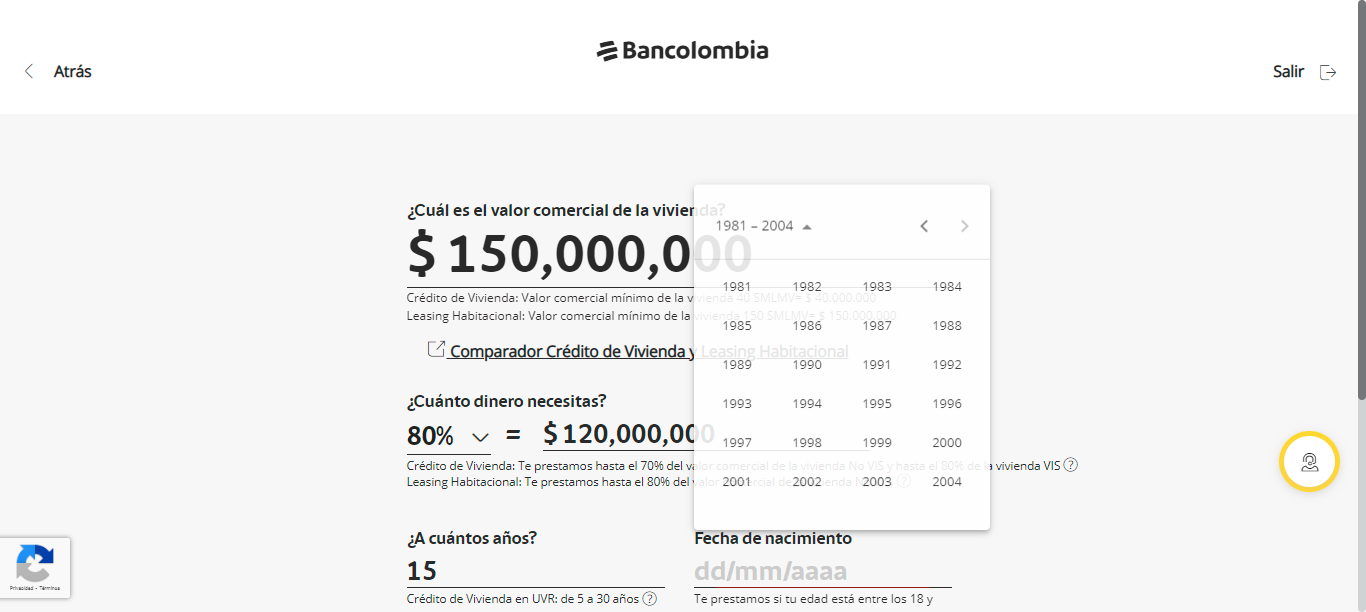 Bancolombia
Atrás
Salir
¿Cuál es el valor comercial de la vivienda?
$ 150,000,000
Crédito de Vivienda: Valor comercial mínimo de la vivienda 40 SMLMV= $ 40.000.000
Leasing Habitacional: Valor comercial mínimo de la vivienda 150 SMLMV= $ 150.000.000
Comparador Crédito de Vivienda y Leasing Habitacional
1981 – 2004
1981 1982 1983 1984
1985 1986 1987 1988
1989 1990 1991 1992
1993 1994 1995 1996
1997 1998 1999 2000
2001 2002 2003 2004
¿Cuánto dinero necesitas?
80% = $ 120,000,000
Crédito de Vivienda: Te prestamos hasta el 70% del valor comercial de la vivienda No VIS y hasta el 80% de la vivienda VIS ?
Leasing Habitacional: Te prestamos hasta el 80% del valor comercial de la vivienda ?
¿A cuántos años?
15
Crédito de Vivienda en UVR: de 5 a 30 años ?
Fecha de nacimiento
dd/mm/aaaa
Te prestamos si tu edad está entre los 18 y
Privacidad - Términos